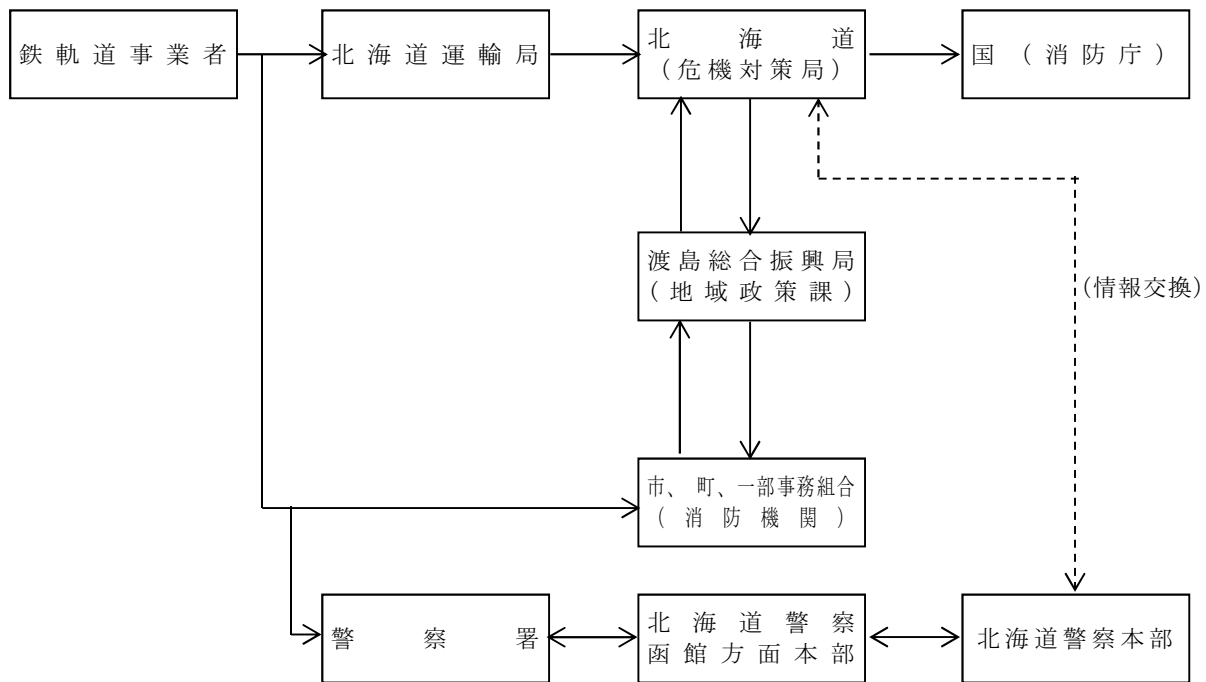 鉄軌道事業者
北海道運輸局
北海道
（危機対策局）
国（消防庁）
渡島総合振興局
（地域政策課）
（情報交換）
市、町、一部事務組合
（消防機関）
警察署
北海道警察
函館方面本部
北海道警察本部